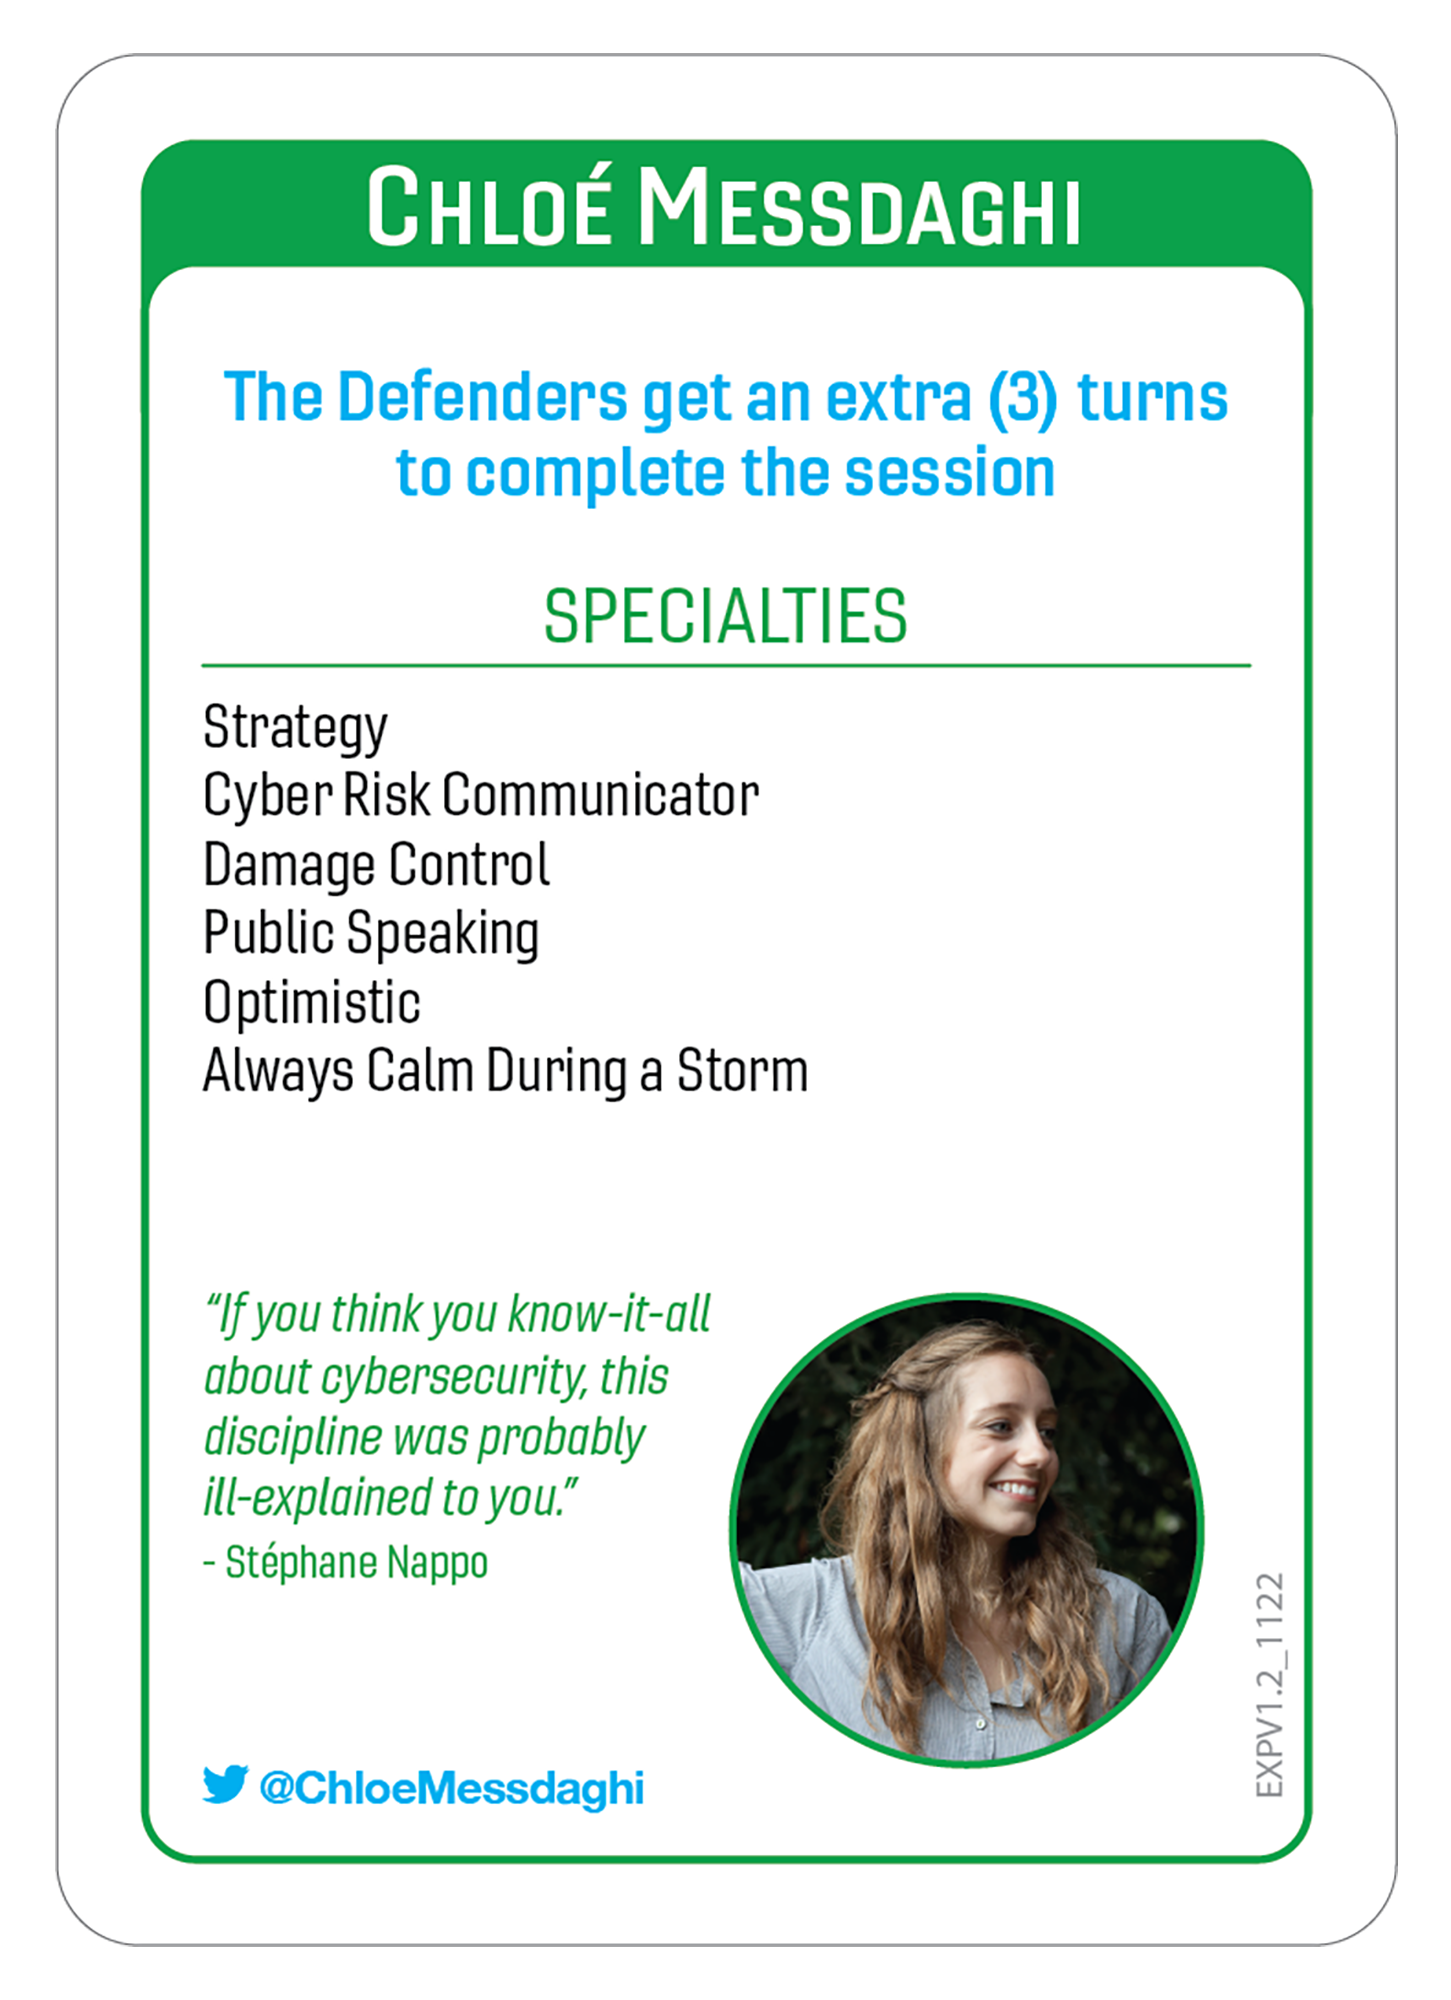 CHLOÉ MESSDAGHI
The Defenders get an extra (3) turns
to complete the session
SPECIALTIES
Strategy
Cyber Risk Communicator
Damage Control
Public Speaking
Optimistic
Always Calm During a Storm
“If you think you know-it-all
about cybersecurity, this
discipline was probably
ill-explained to you.”
- Stéphane Nappo
@ChloeMessdaghi
EXPV1.2_1122